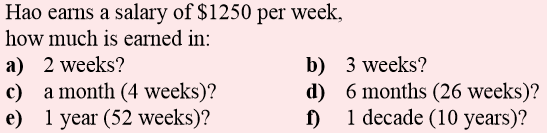 Hao earns a salary of $1250 per week,
how much is earned in:
a) 2 weeks? b) 3 weeks?
c) a month (4 weeks)? d) 6 months (26 weeks)?
e) 1 year (52 weeks)? f) 1 decade (10 years)?